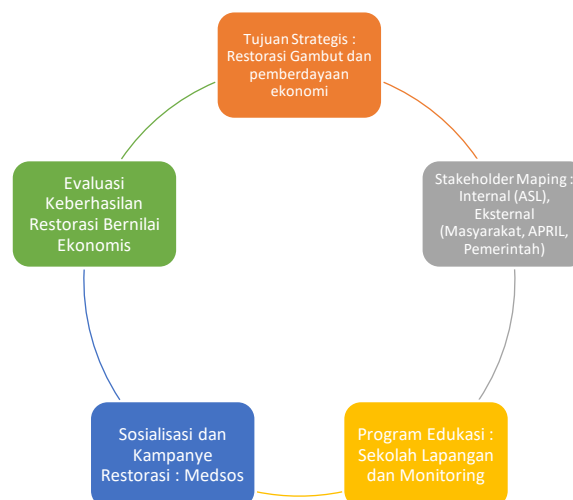 Tujuan Strategis :
Restorasi Gambut dan
pemberdayaan
ekonomi
Stakeholder Maping :
Internal (ASL),
Eksternal
(Masyarakat, APRIL,
Pemerintah)
Program Edukasi :
Sekolah Lapangan
dan Monitoring
Sosialisasi dan
Kampanye
Restorasi : Medsos
Evaluasi
Keberhasilan
Restorasi Bernilai
Ekonomis